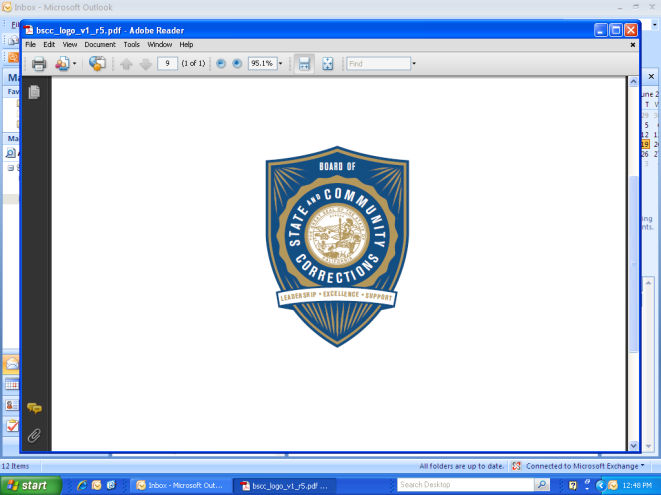 Inbox - Microsoft Outlook
bscc_logo_v1_r5.pdf - Adobe Reader
File Edit View Document Tools Window Help
9 (1 of 1) 95.1% Find
BOARD OF
STATE AND COMMUNITY
CORRECTIONS
LEADERSHIP • EXCELLENCE • SUPPORT
12 Items
All folders are up to date. Connected to Microsoft Exchange
start
Inbox - Microsoft Out...
bscc_logo_v1_r5.pdf ...
Search Desktop
12:48 PM